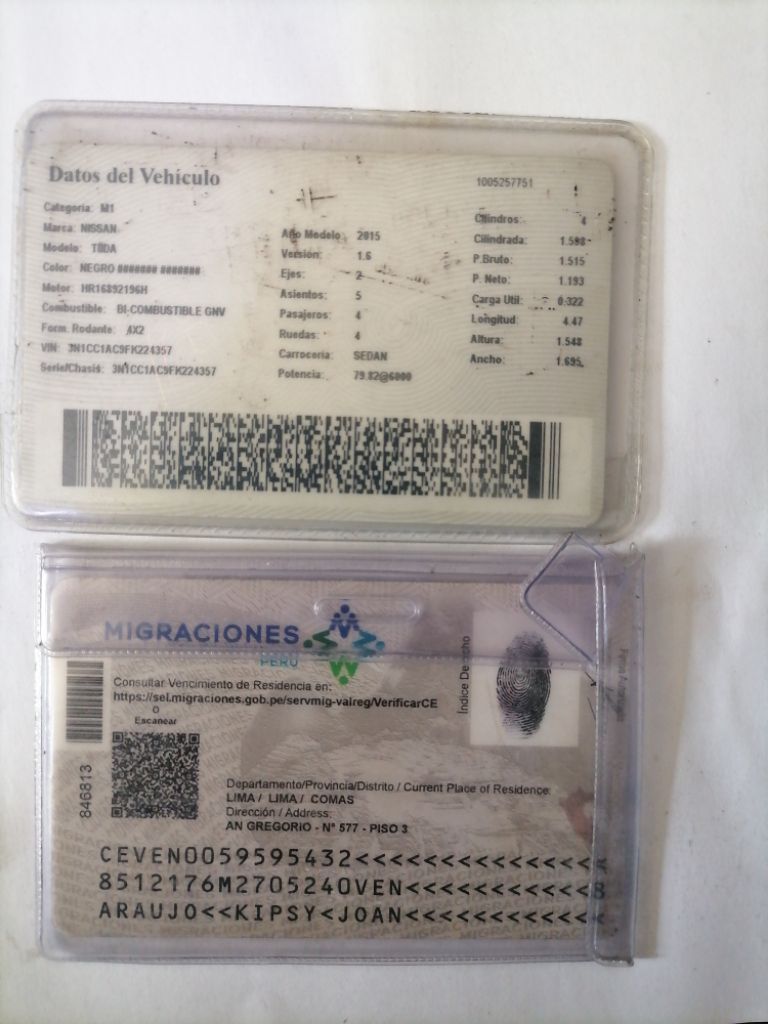 Datos del Vehículo
1005257751
Categoria: M1
Marca: NISSAN
Modelo: TIIDA
Color: NEGRO ####### #######
Motor: HR16892196H
Combustible: BI-COMBUSTIBLE GNV
Form. Rodante: 4X2
VIN: 3N1CC1AC9FK224357
Serie/Chasis: 3N1CC1AC9FK224357
Año Modelo: 2015
Versión: 1.6
Ejes: 2
Asientos: 5
Pasajeros: 4
Ruedas: 4
Carroceria: SEDAN
Potencia: 79.82@6000
Cilindros: 4
Cilindrada: 1.598
P.Bruto: 1.515
P. Neto: 1.193
Carga Util: 0.322
Longitud: 4.47
Altura: 1.548
Ancho: 1.695
MIGRACIONES
PERÚ
Consultar Vencimiento de Residencia en:
https://sel.migraciones.gob.pe/servmig-valreg/VerificarCE
O
Escanear
846813
Índice Derecho
Departamento/Provincia/Distrito / Current Place of Residence:
LIMA / LIMA / COMAS
Dirección / Address:
AN GREGORIO - N° 577 - PISO 3
CEVEN0059595432<<<<<<<<<<<<<<<
8512176M2705240VEN<<<<<<<<<<<8
ARAUJO<<KIPSY<JOAN<<<<<<<<<<<<